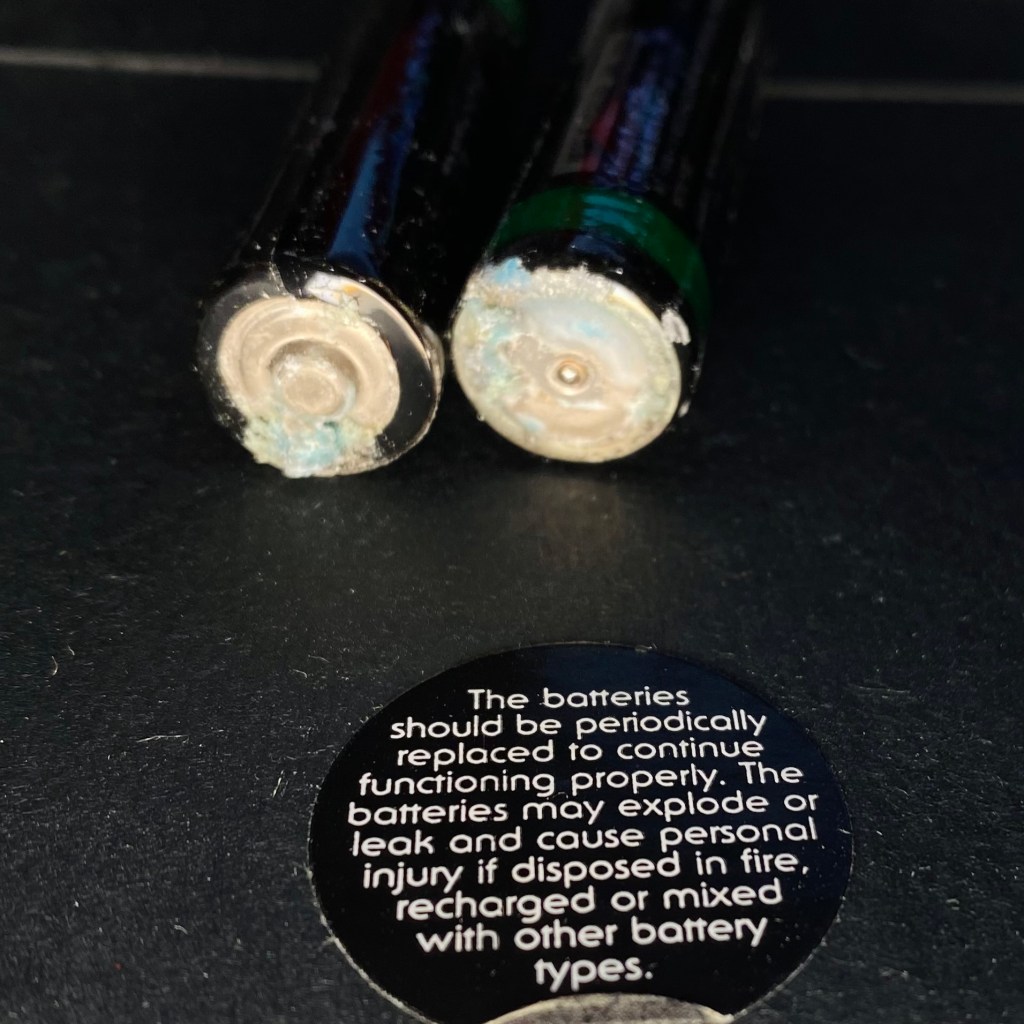 The batteries
should be periodically
replaced to continue
functioning properly. The
batteries may explode or
leak and cause personal
injury if disposed in fire,
recharged or mixed
with other battery
types.